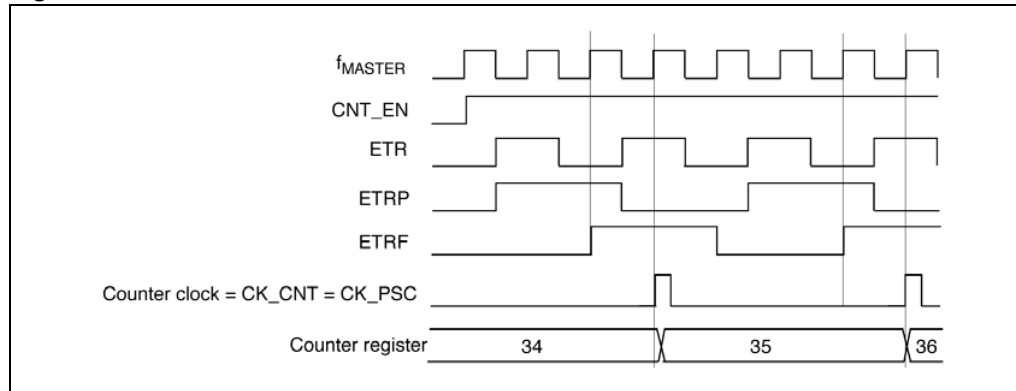 fMASTER
CNT_EN
ETR
ETRP
ETRF
Counter clock = CK_CNT = CK_PSC
Counter register 34 35 36